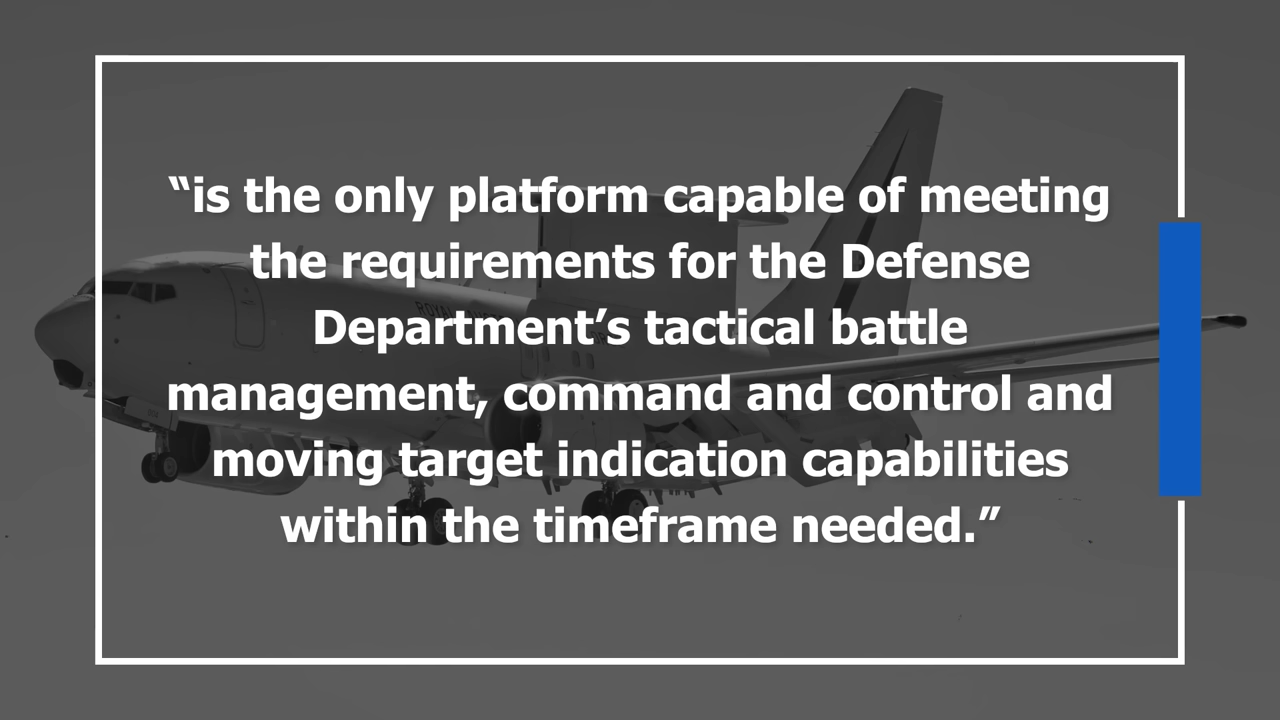 “is the only platform capable of meeting
the requirements for the Defense
Department’s tactical battle
management, command and control and
moving target indication capabilities
within the timeframe needed.”
ROYAL